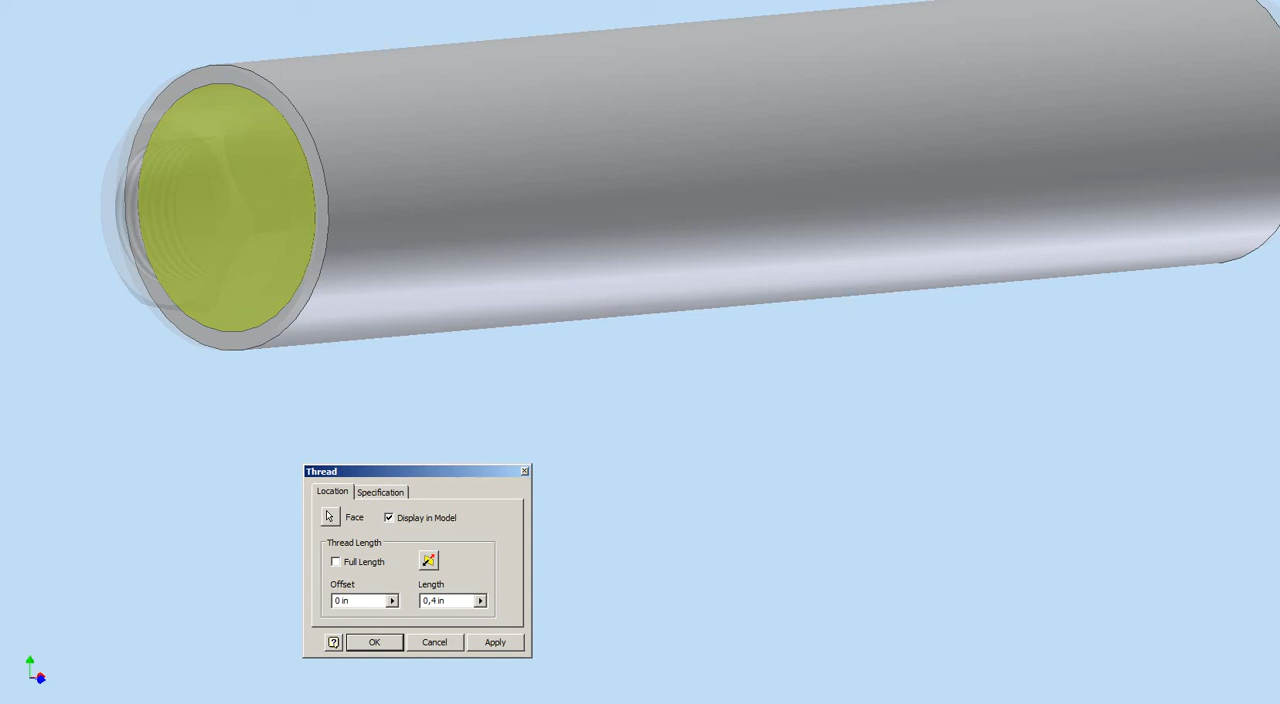 Thread
Location Specification
Face Display in Model
Thread Length
Full Length
Offset Length
0 in 0,4 in
? OK Cancel Apply